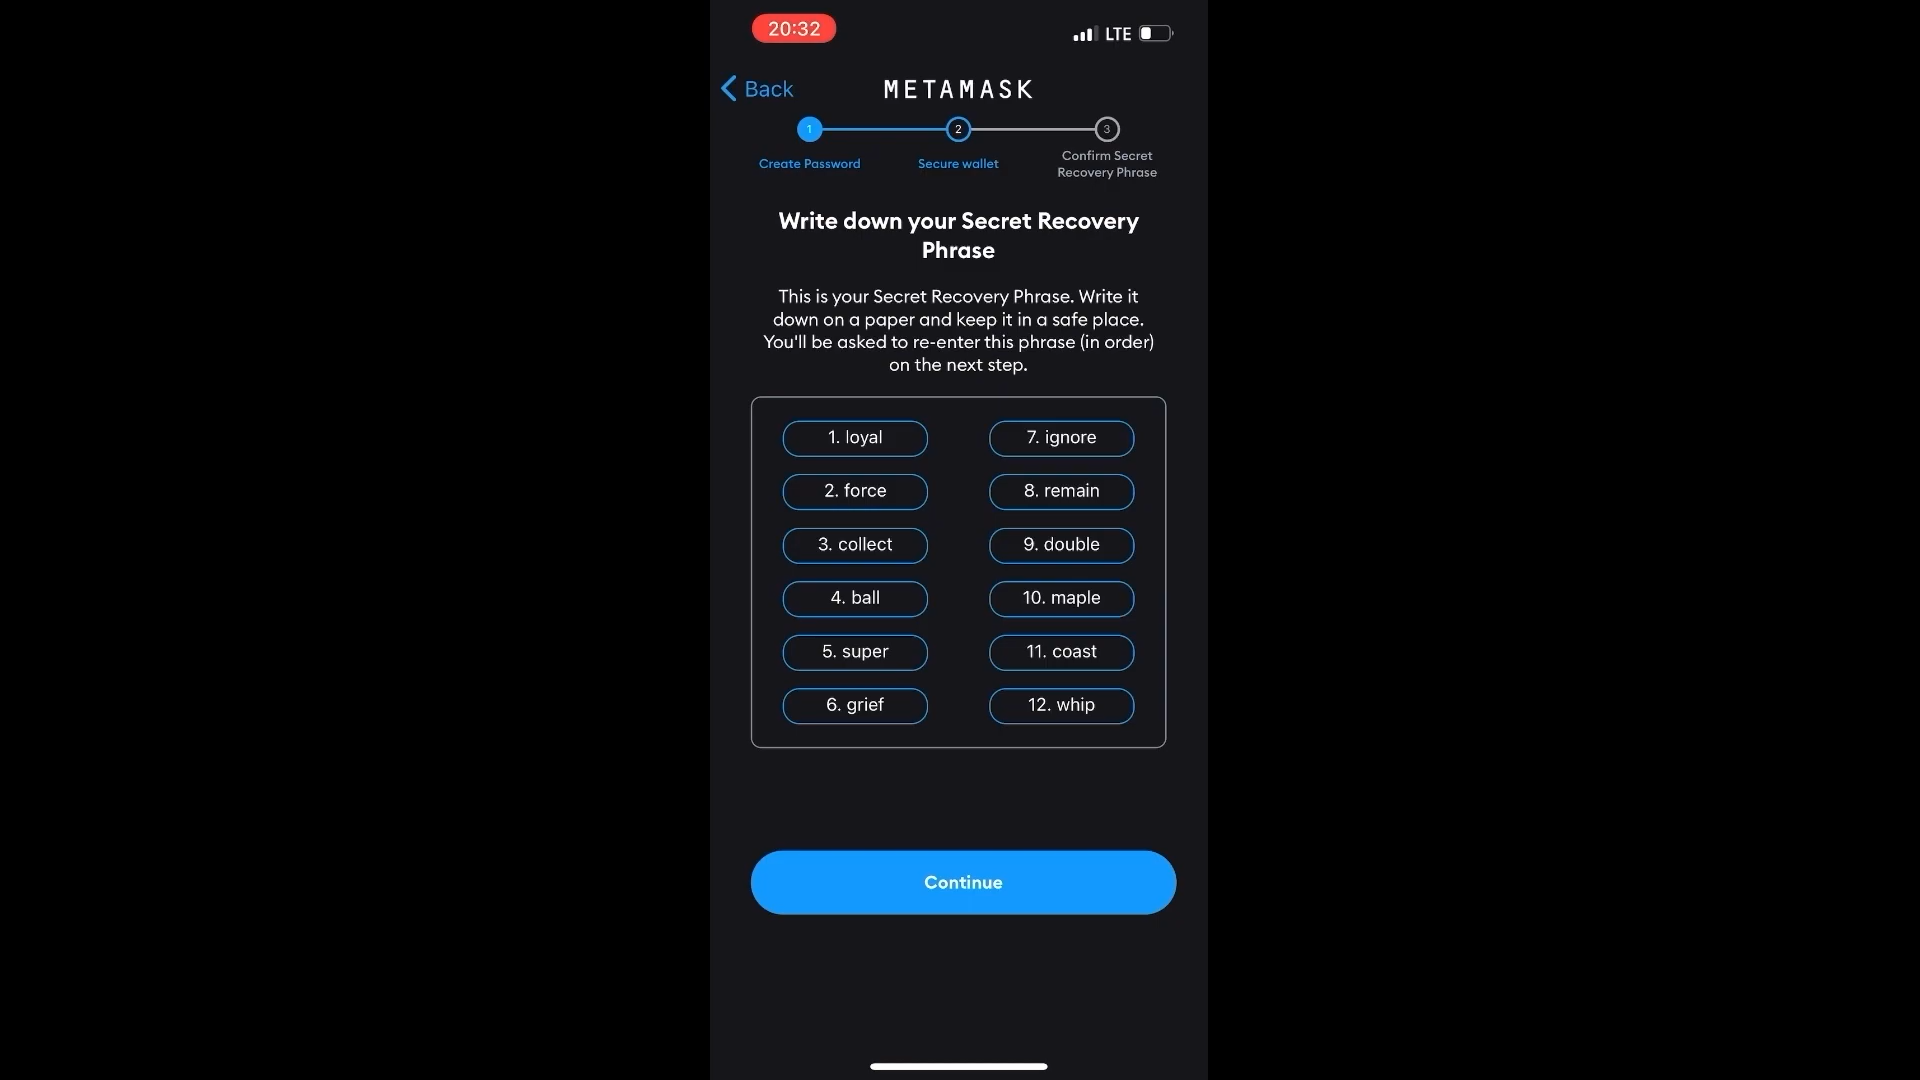 20:32
LTE
Back
METAMASK
1
2
3
Create Password
Secure wallet
Confirm Secret
Recovery Phrase
Write down your Secret Recovery
Phrase
This is your Secret Recovery Phrase. Write it
down on a paper and keep it in a safe place.
You'll be asked to re-enter this phrase (in order)
on the next step.
1. loyal
2. force
3. collect
4. ball
5. super
6. grief
7. ignore
8. remain
9. double
10. maple
11. coast
12. whip
Continue